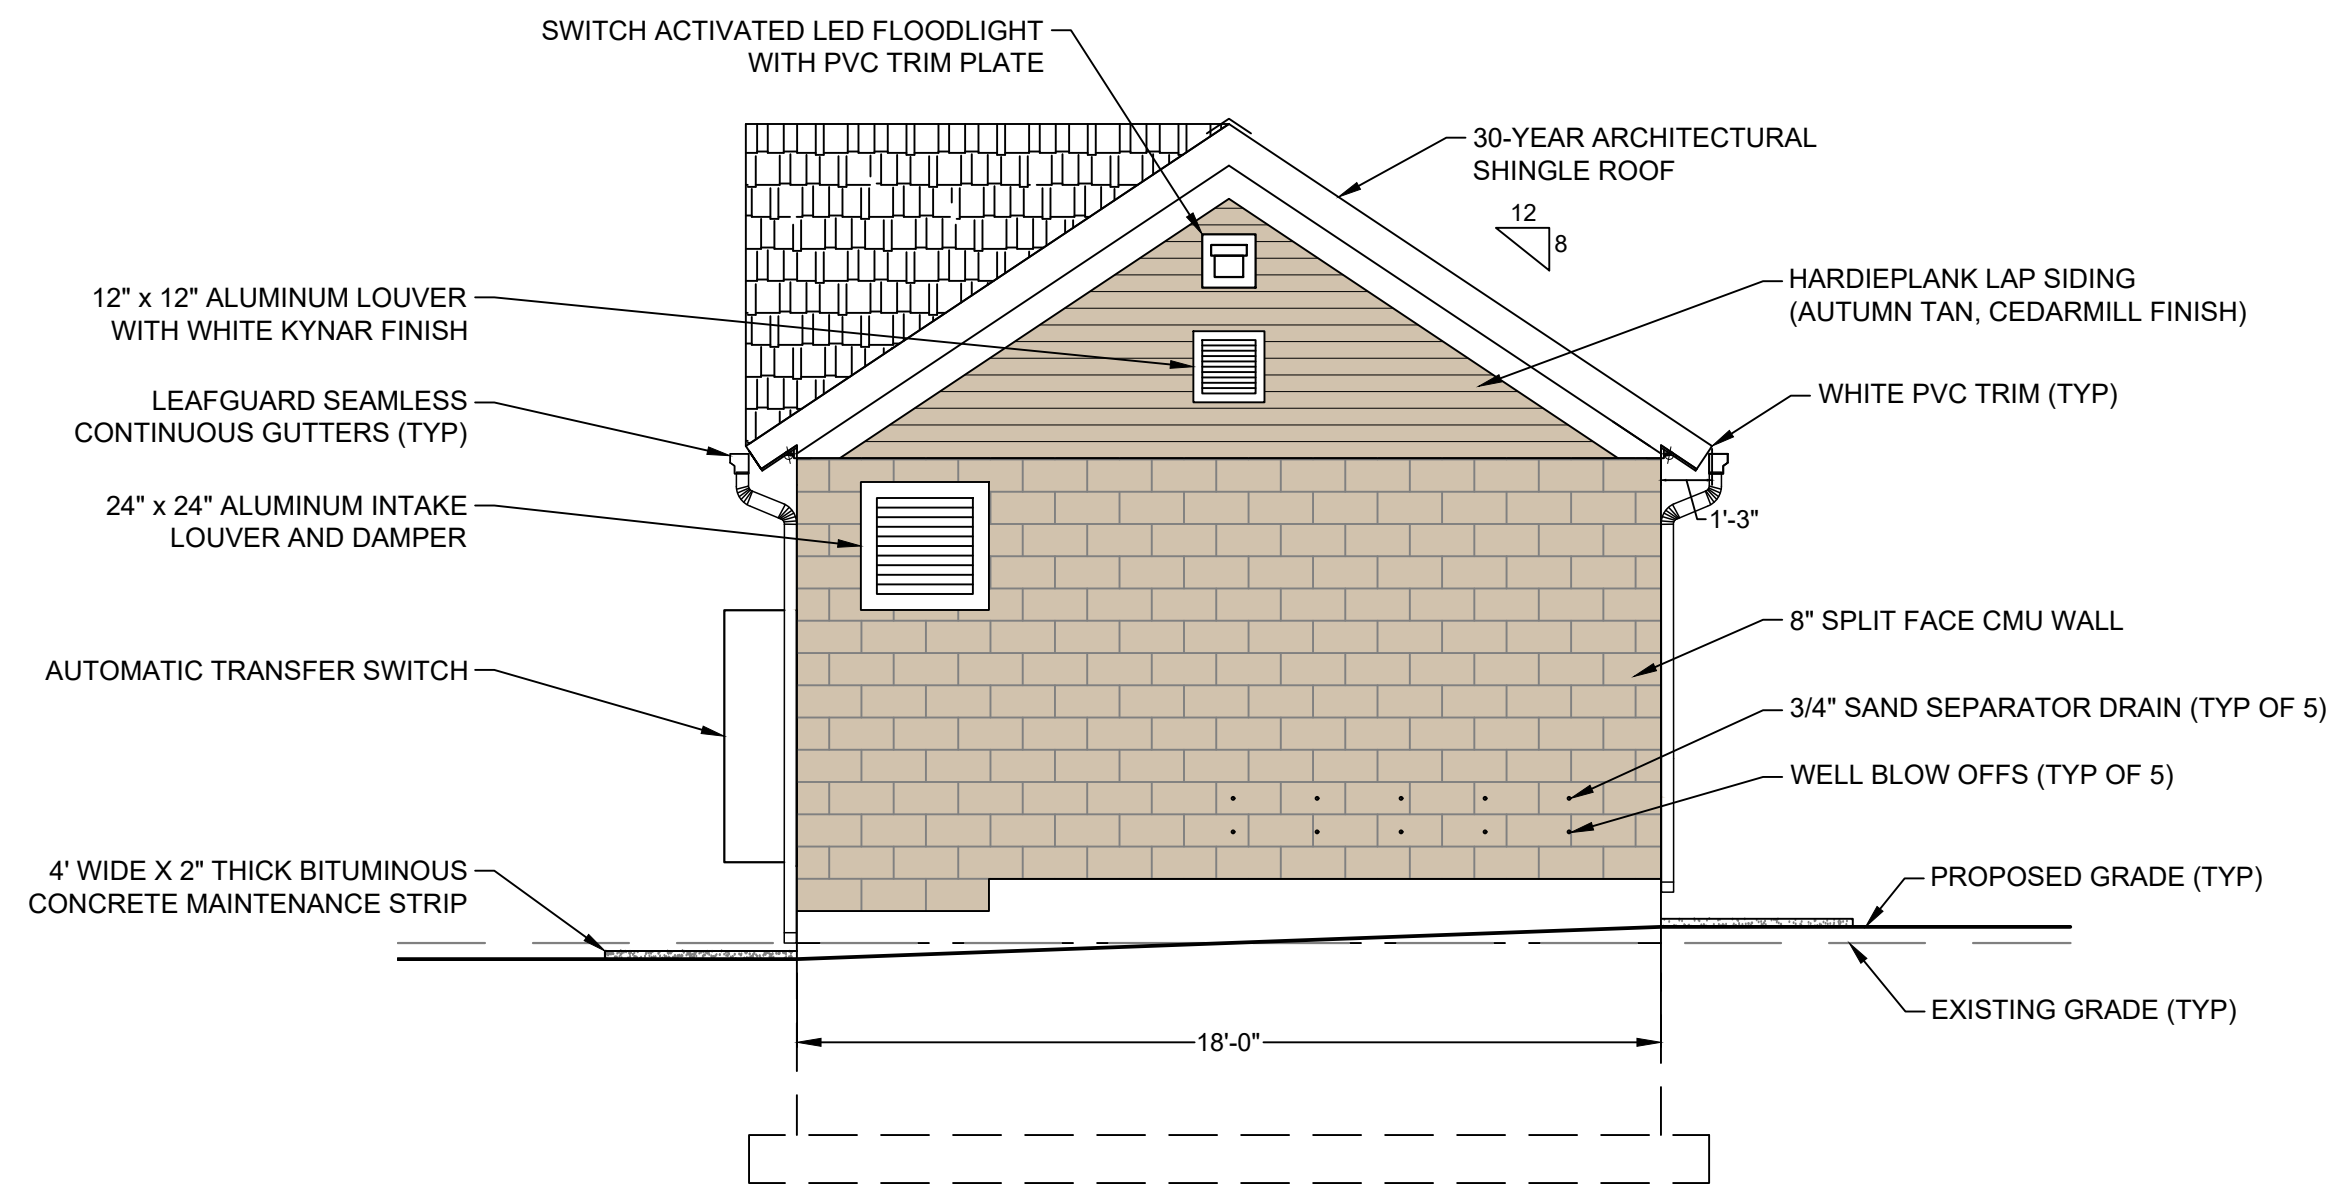 SWITCH ACTIVATED LED FLOODLIGHT
WITH PVC TRIM PLATE
30-YEAR ARCHITECTURAL
SHINGLE ROOF
12
8
12" x 12" ALUMINUM LOUVER
WITH WHITE KYNAR FINISH
HARDIEPLANK LAP SIDING
(AUTUMN TAN, CEDARMILL FINISH)
LEAFGUARD SEAMLESS
CONTINUOUS GUTTERS (TYP)
WHITE PVC TRIM (TYP)
24" x 24" ALUMINUM INTAKE
LOUVER AND DAMPER
1'-3"
8" SPLIT FACE CMU WALL
AUTOMATIC TRANSFER SWITCH
3/4" SAND SEPARATOR DRAIN (TYP OF 5)
WELL BLOW OFFS (TYP OF 5)
4' WIDE X 2" THICK BITUMINOUS
CONCRETE MAINTENANCE STRIP
PROPOSED GRADE (TYP)
EXISTING GRADE (TYP)
18'-0"